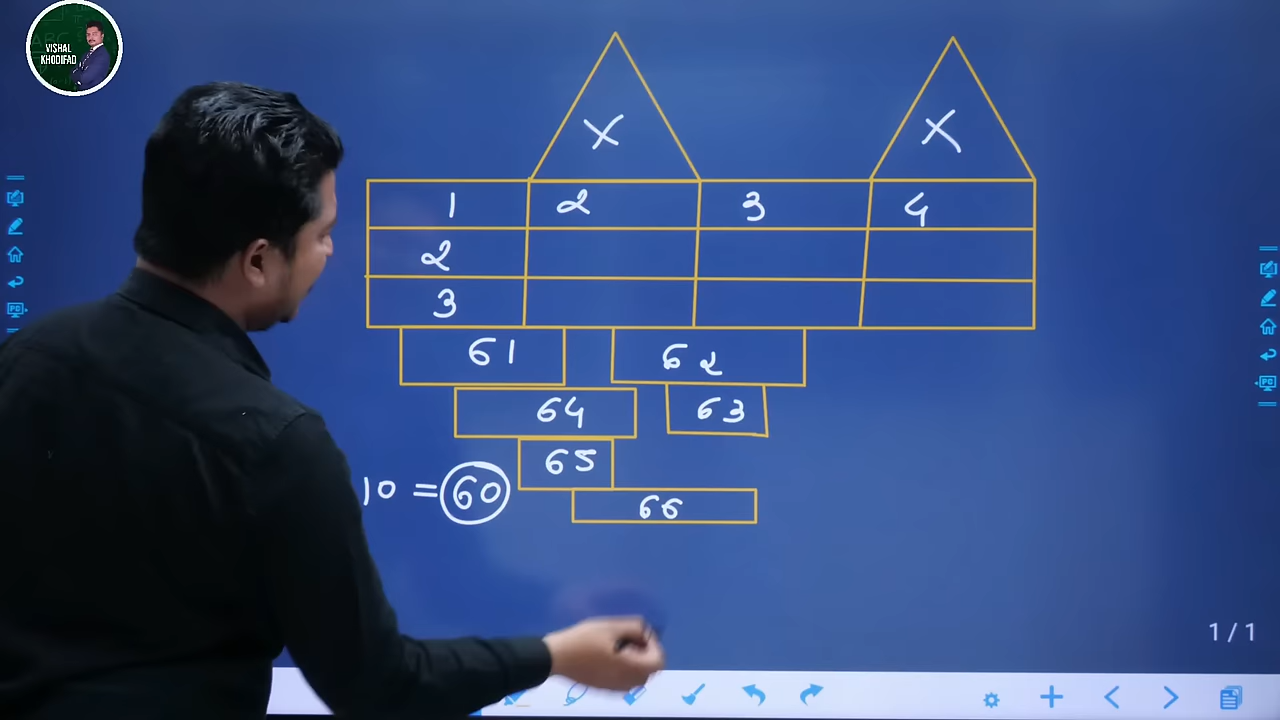 VISHAL
KHODIFAD
X X
1 2 3 4
2
3
61 62
64 63
65
10 = 60
66
1 / 1